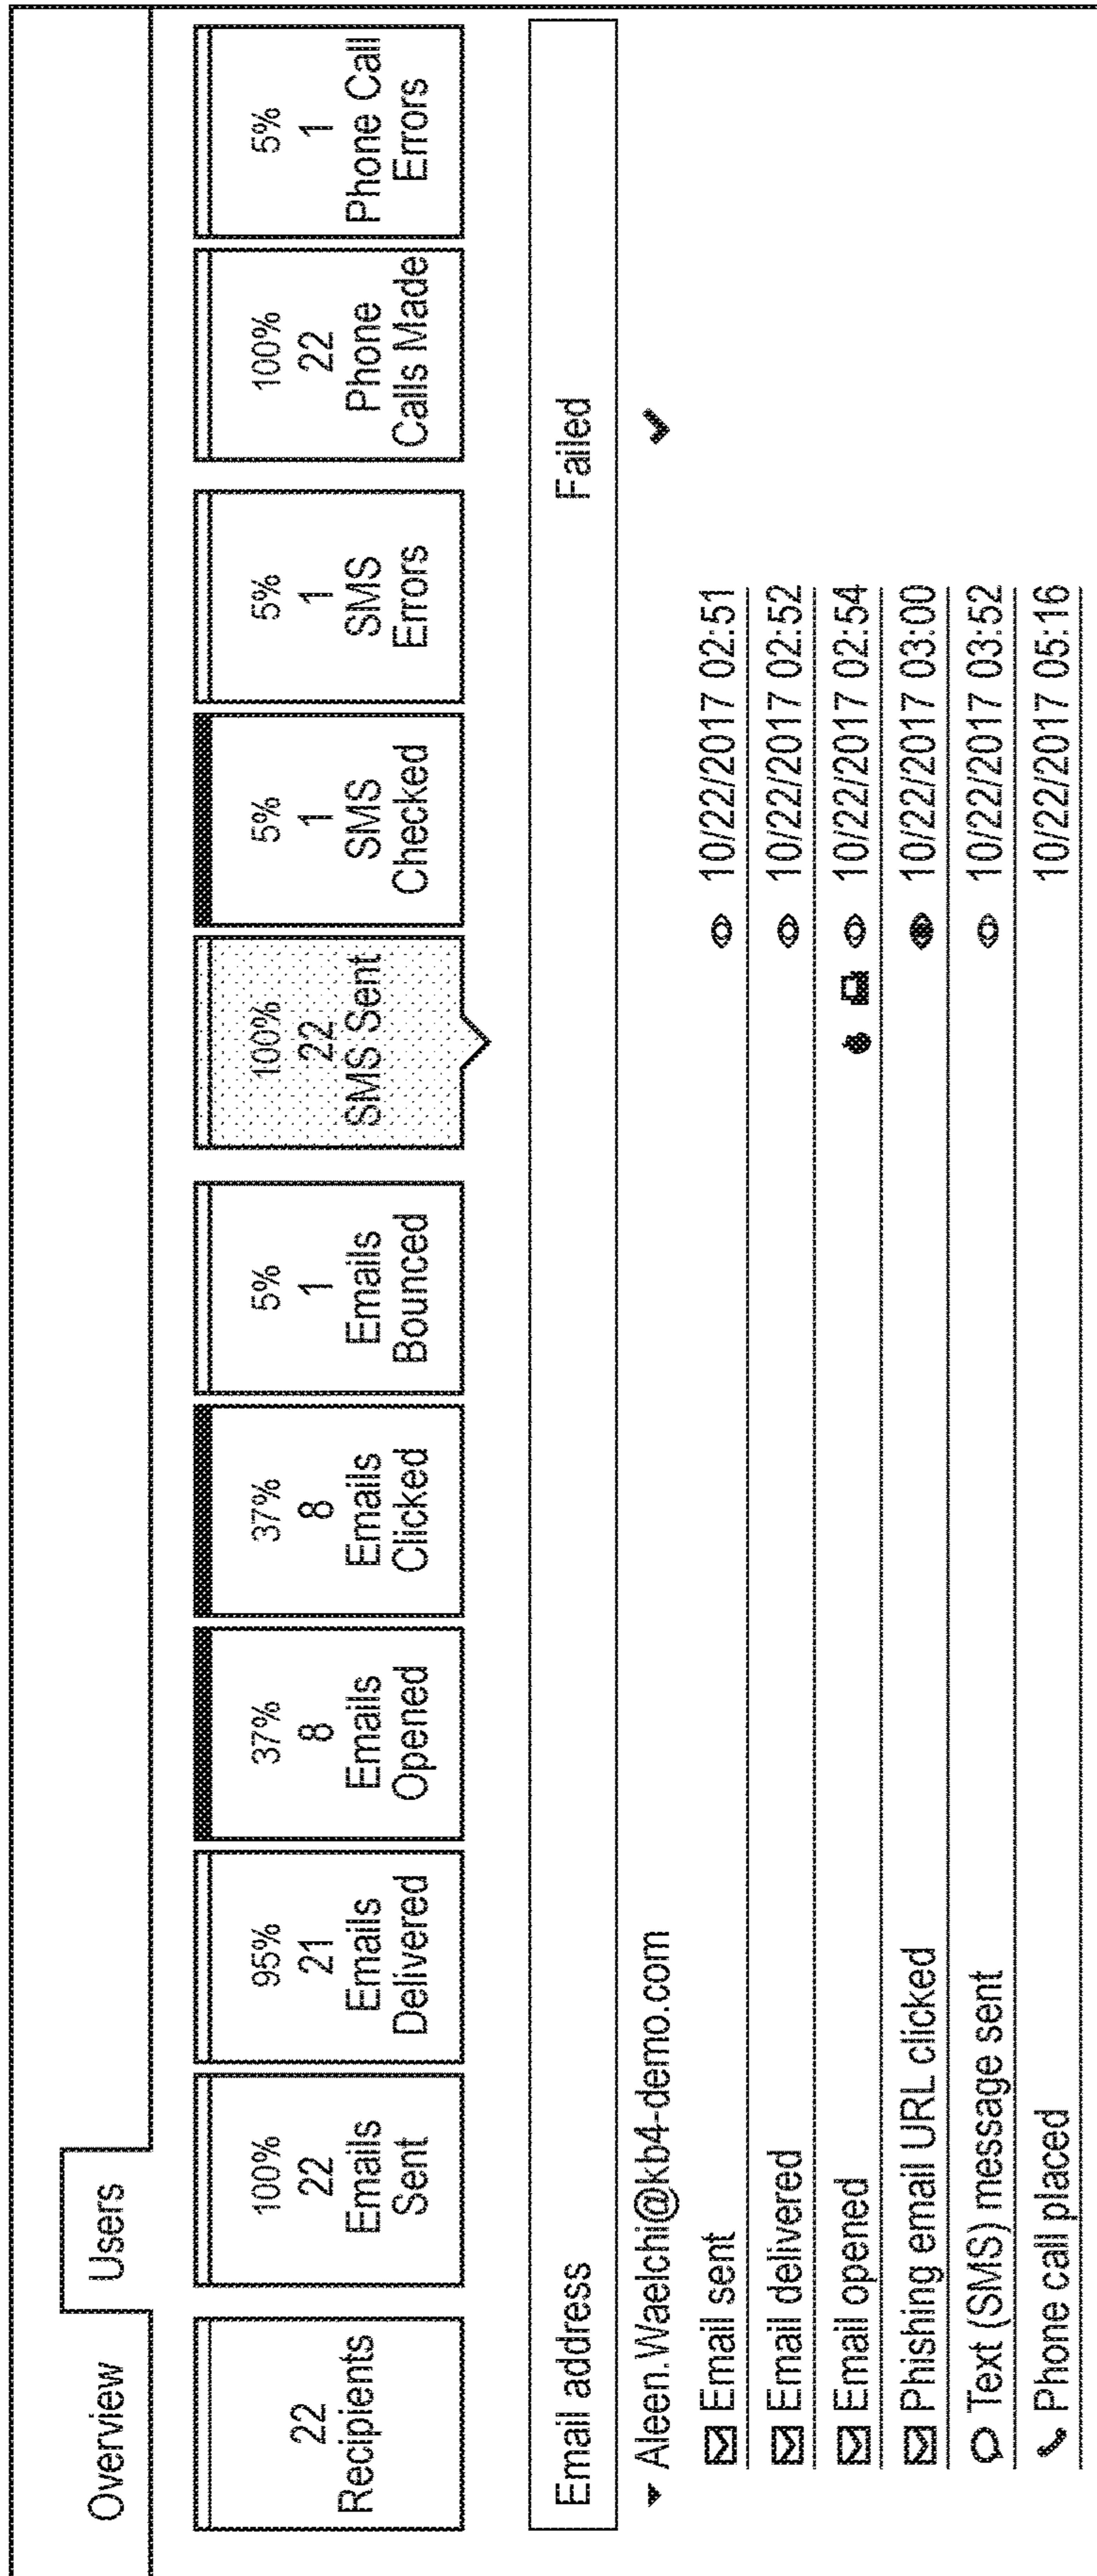 Overview
Users
22
Recipients
100%
22
Emails
Sent
95%
21
Emails
Delivered
37%
8
Emails
Opened
37%
8
Emails
Clicked
5%
1
Emails
Bounced
100%
22
SMS Sent
5%
1
SMS
Checked
5%
1
SMS
Errors
100%
22
Phone
Calls Made
5%
1
Phone Call
Errors
Email address Failed
Aleen.Waelchi@kb4-demo.com
Email sent 10/22/2017 02:51
Email delivered 10/22/2017 02:52
Email opened 10/22/2017 02:54
Phishing email URL clicked 10/22/2017 03:00
Text (SMS) message sent 10/22/2017 03:52
Phone call placed 10/22/2017 05:16